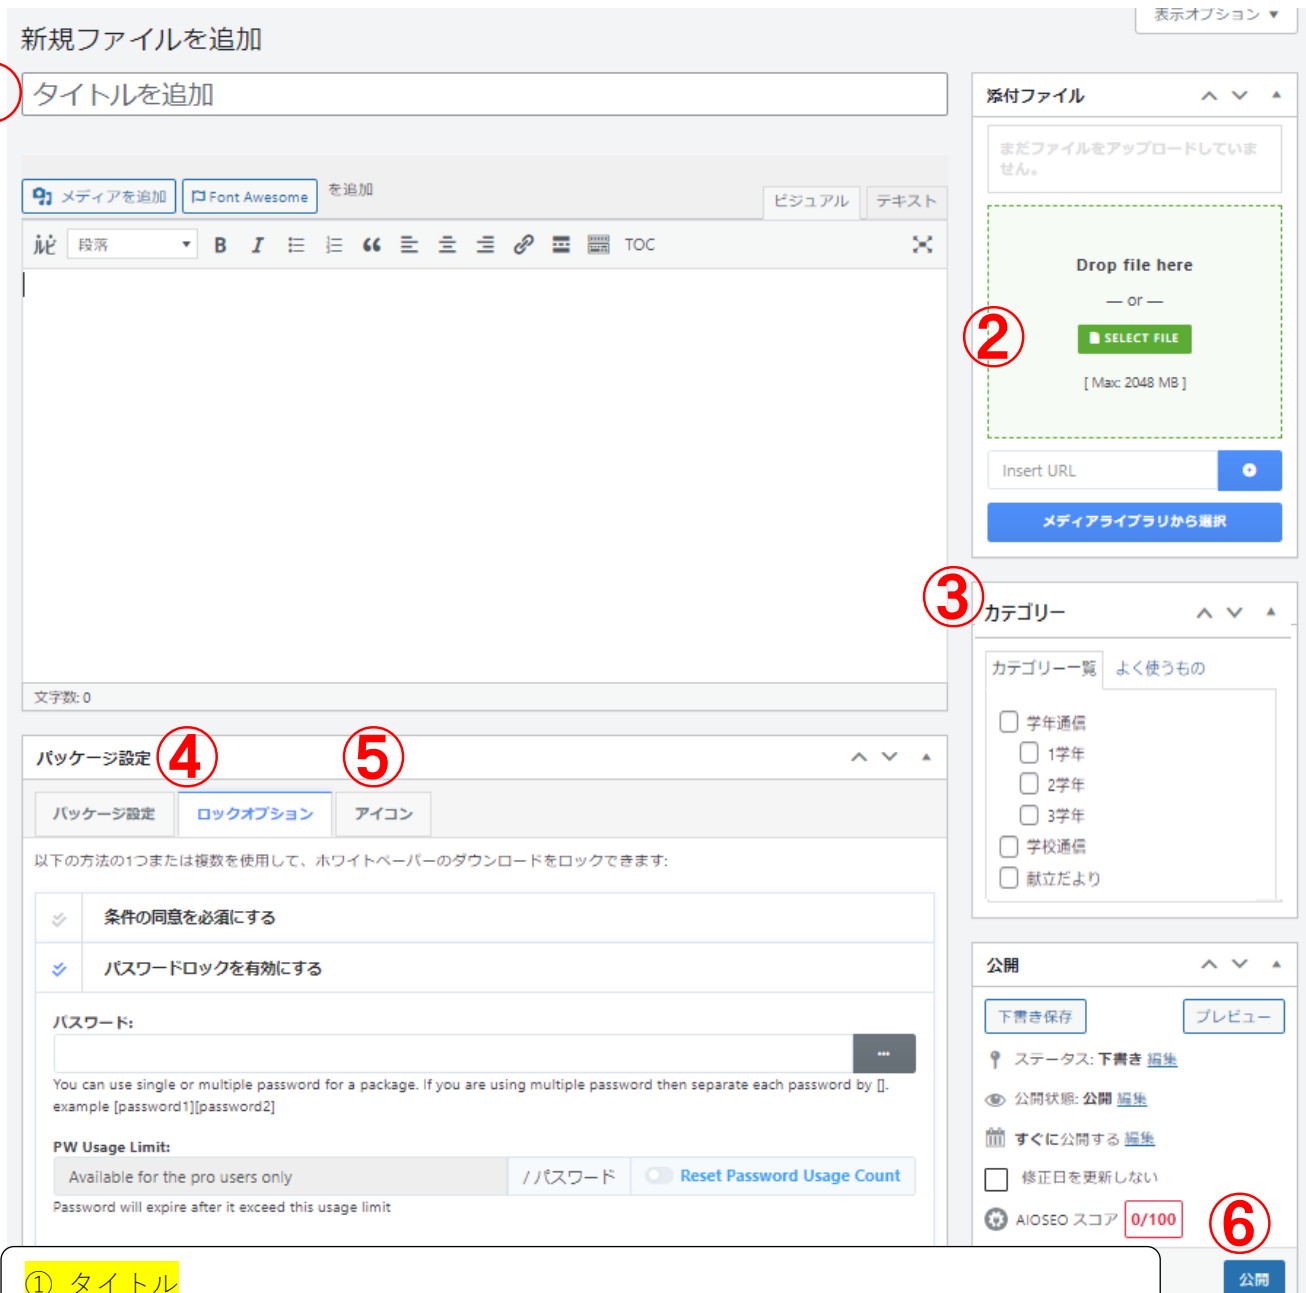 表示オプション ▼
新規ファイルを追加
タイトルを追加
メディアを追加
Font Awesome
を追加
ビジュアル
テキスト
段落
TOC
文字数: 0
添付ファイル
まだファイルをアップロードしていま
せん。
Drop file here
— or —
②
SELECT FILE
[ Max: 2048 MB ]
Insert URL
メディアライブラリから選択
③
カテゴリー
カテゴリー一覧
よく使うもの
学年通信
1学年
2学年
3学年
学校通信
献立だより
パッケージ設定
④
⑤
パッケージ設定
ロックオプション
アイコン
以下の方法の1つまたは複数を使用して、ホワイトペーパーのダウンロードをロックできます:
条件の同意を必須にする
パスワードロックを有効にする
パスワード:
You can use single or multiple password for a package. If you are using multiple password then separate each password by [].
example [password1][password2]
PW Usage Limit:
Available for the pro users only
/ パスワード
Reset Password Usage Count
Password will expire after it exceed this usage limit
公開
下書き保存
プレビュー
ステータス: 下書き 編集
公開状態: 公開 編集
すぐに公開する 編集
修正日を更新しない
AIOSEO スコア 0/100
⑥
公開
① タイトル